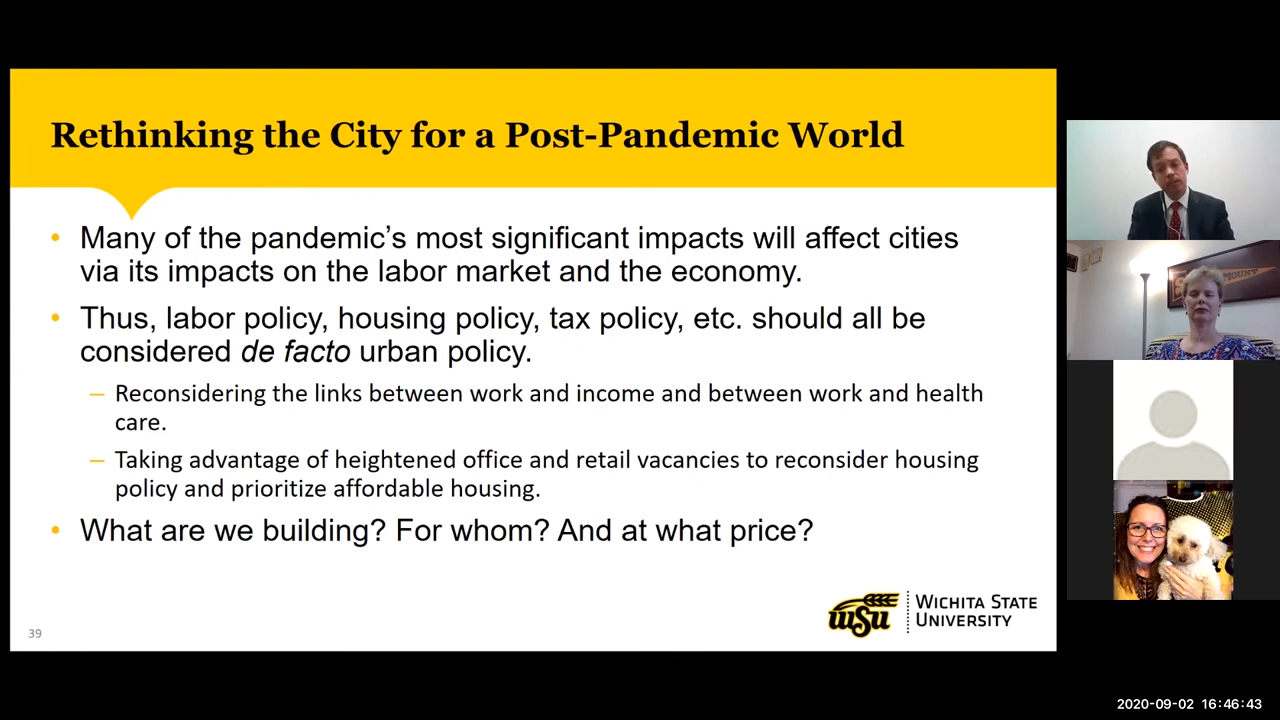 Rethinking the City for a Post-Pandemic World
• Many of the pandemic’s most significant impacts will affect cities
via its impacts on the labor market and the economy.
• Thus, labor policy, housing policy, tax policy, etc. should all be
considered de facto urban policy.
– Reconsidering the links between work and income and between work and health
care.
– Taking advantage of heightened office and retail vacancies to reconsider housing
policy and prioritize affordable housing.
• What are we building? For whom? And at what price?
WSU
WICHITA STATE
UNIVERSITY
39
2020-09-02 16:46:43